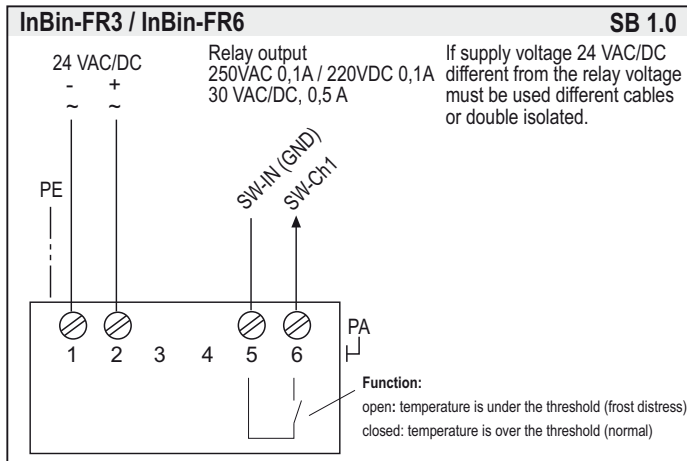 InBin-FR3 / InBin-FR6 SB 1.0
24 VAC/DC
- +
~ ~
Relay output
250VAC 0,1A / 220VDC 0,1A
30 VAC/DC, 0,5 A
If supply voltage 24 VAC/DC
different from the relay voltage
must be used different cables
or double isolated.
PE
SW-IN (GND)
SW-Ch1
PA
1 2 3 4 5 6
Function:
open: temperature is under the threshold (frost distress)
closed: temperature is over the threshold (normal)